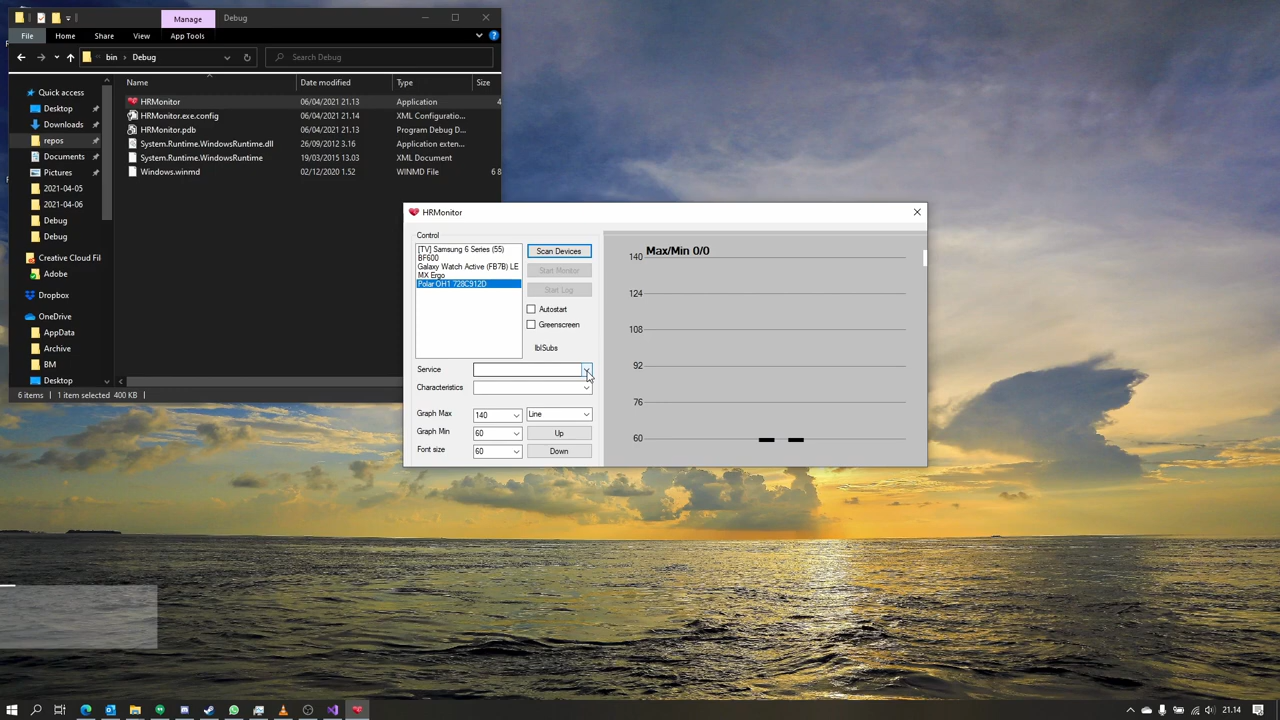 Manage
Debug
File
Home
Share
View
App Tools
bin
Debug
Search Debug
Name
Date modified
Type
Size
Quick access
Desktop
Downloads
repos
Documents
Pictures
2021-04-05
2021-04-06
Debug
Debug
Creative Cloud Fil
Adobe
Dropbox
OneDrive
AppData
Archive
BM
Desktop
HRMonitor 06/04/2021 21.13 Application 4
HRMonitor.exe.config 06/04/2021 21.14 XML Configuratio...
HRMonitor.pdb 06/04/2021 21.13 Program Debug D...
System.Runtime.WindowsRuntime.dll 26/09/2012 3.16 Application exten...
System.Runtime.WindowsRuntime 19/03/2015 13.03 XML Document
Windows.winmd 02/12/2020 1.52 WINMD File 6 8
6 items 1 item selected 400 KB
HRMonitor
Control
[TV] Samsung 6 Series (55)
BF600
Galaxy Watch Active (FB7B) LE
MX Ergo
Polar OH1 728C912D
Scan Devices
Start Monitor
Start Log
Autostart
Greenscreen
lblSubs
Service
Characteristics
Graph Max 140 Line
Graph Min 60 Up
Font size 60 Down
Max/Min 0/0
140
124
108
92
76
60
--
21.14